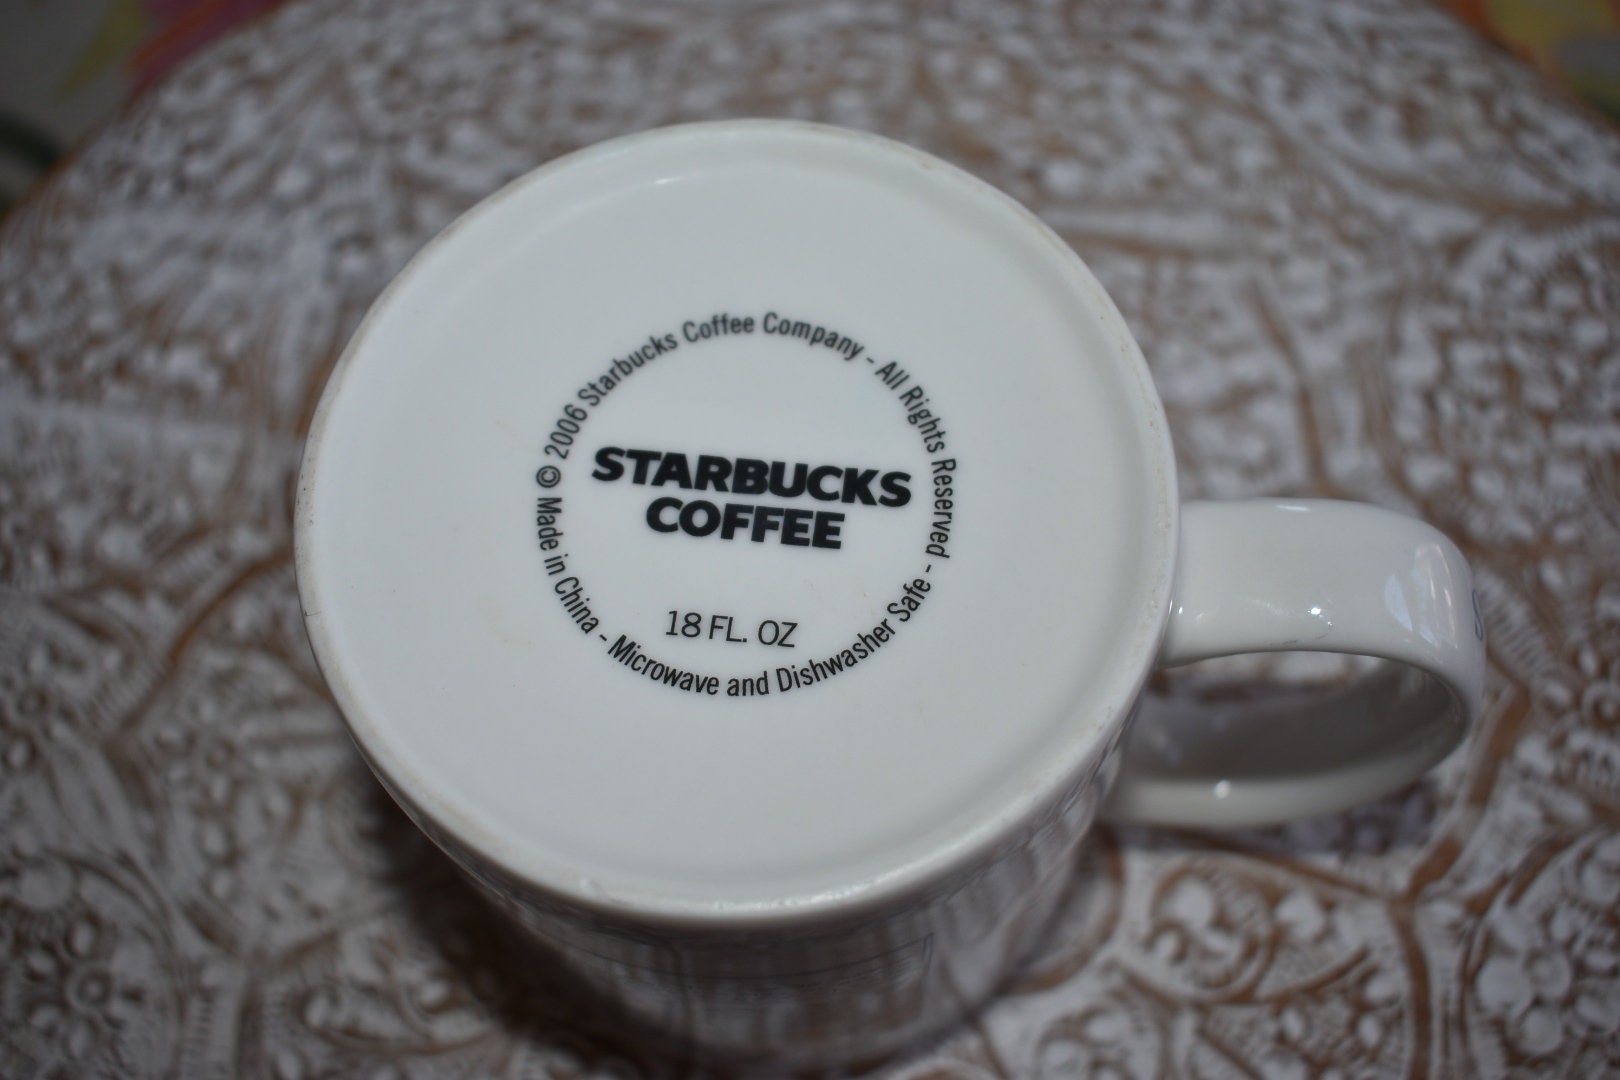 © 2006 Starbucks Coffee Company - All Rights Reserved -
STARBUCKS
COFFEE
18 FL. OZ
Made in China - Microwave and Dishwasher Safe -